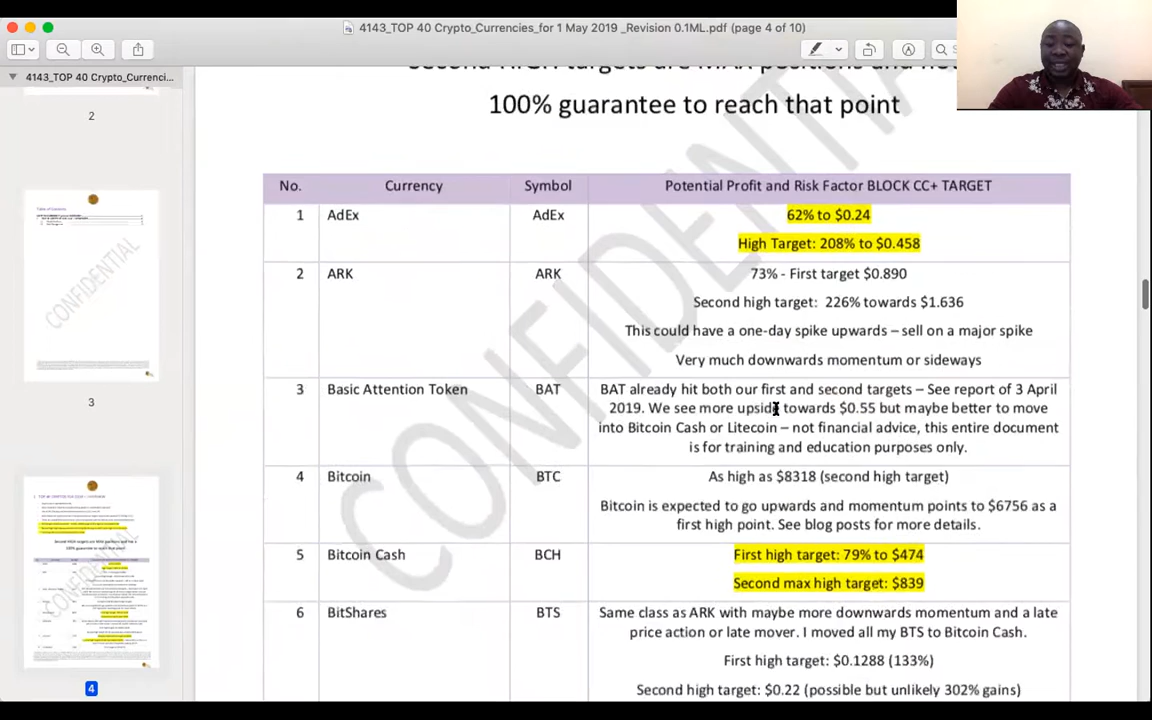 4143_TOP 40 Crypto_Currencies_for 1 May 2019 _Revision 0.1ML.pdf (page 4 of 10)
4143_TOP 40 Crypto_Currenci...
2
3
4
Second HIGH targets are MAX positions and
100% guarantee to reach that point
CONFIDENTIAL
No. Currency Symbol Potential Profit and Risk Factor BLOCK CC+ TARGET
1 AdEx AdEx 62% to $0.24
High Target: 208% to $0.458
2 ARK ARK 73% - First target $0.890
Second high target: 226% towards $1.636
This could have a one-day spike upwards – sell on a major spike
Very much downwards momentum or sideways
3 Basic Attention Token BAT BAT already hit both our first and second targets – See report of 3 April
2019. We see more upside towards $0.55 but maybe better to move
into Bitcoin Cash or Litecoin – not financial advice, this entire document
is for training and education purposes only.
4 Bitcoin BTC As high as $8318 (second high target)
Bitcoin is expected to go upwards and momentum points to $6756 as a
first high point. See blog posts for more details.
5 Bitcoin Cash BCH First high target: 79% to $474
Second max high target: $839
6 BitShares BTS Same class as ARK with maybe more downwards momentum and a late
price action or late mover. I moved all my BTS to Bitcoin Cash.
First high target: $0.1288 (133%)
Second high target: $0.22 (possible but unlikely 302% gains)